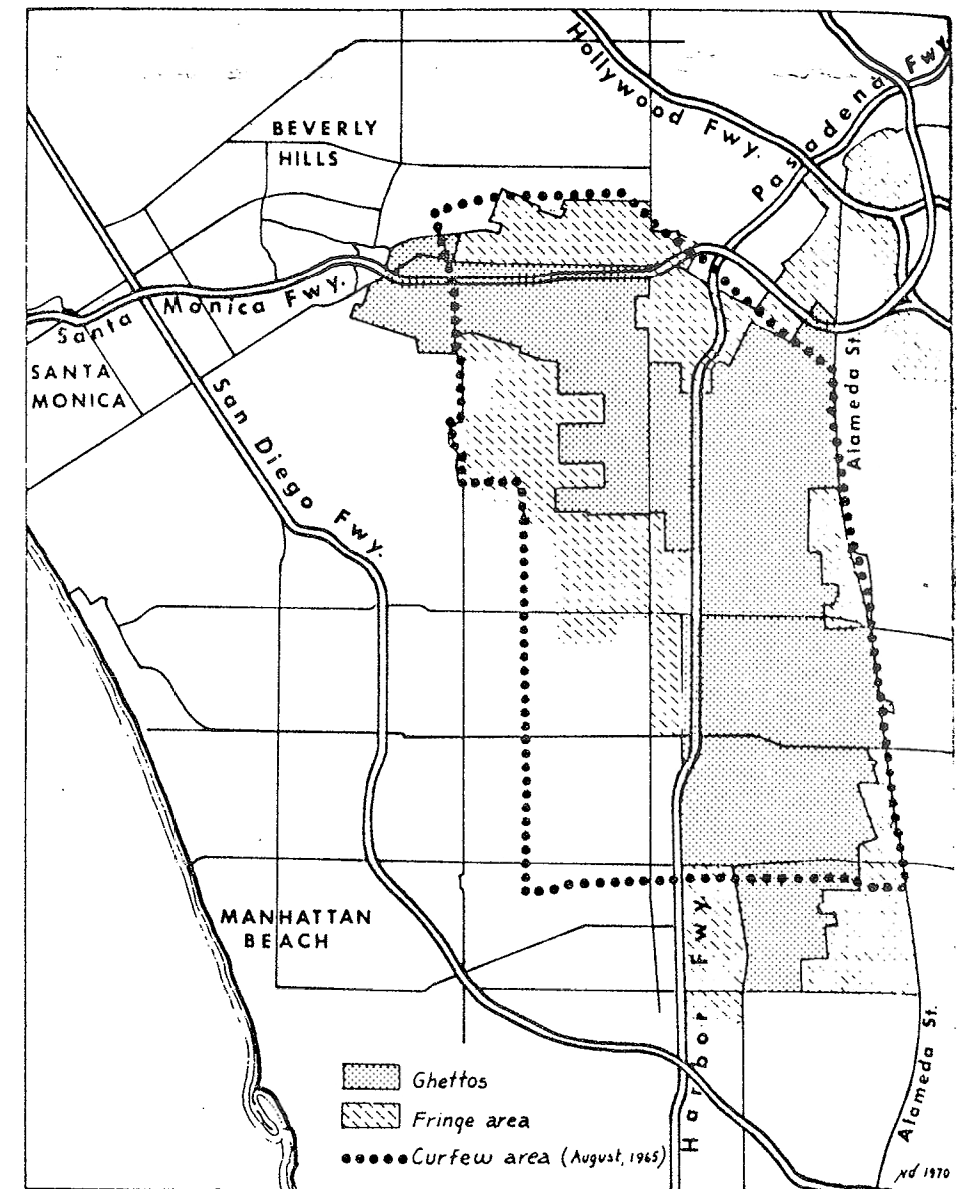 Hollywood Fwy.
Pasadena Fwy
BEVERLY
HILLS
Santa Monica Fwy.
SANTA
MONICA
San Diego Fwy.
Alameda St.
MANHATTAN
BEACH
Harbor Fwy.
Alameda St.
Ghettos
Fringe area
Curfew area (August, 1965)
1970